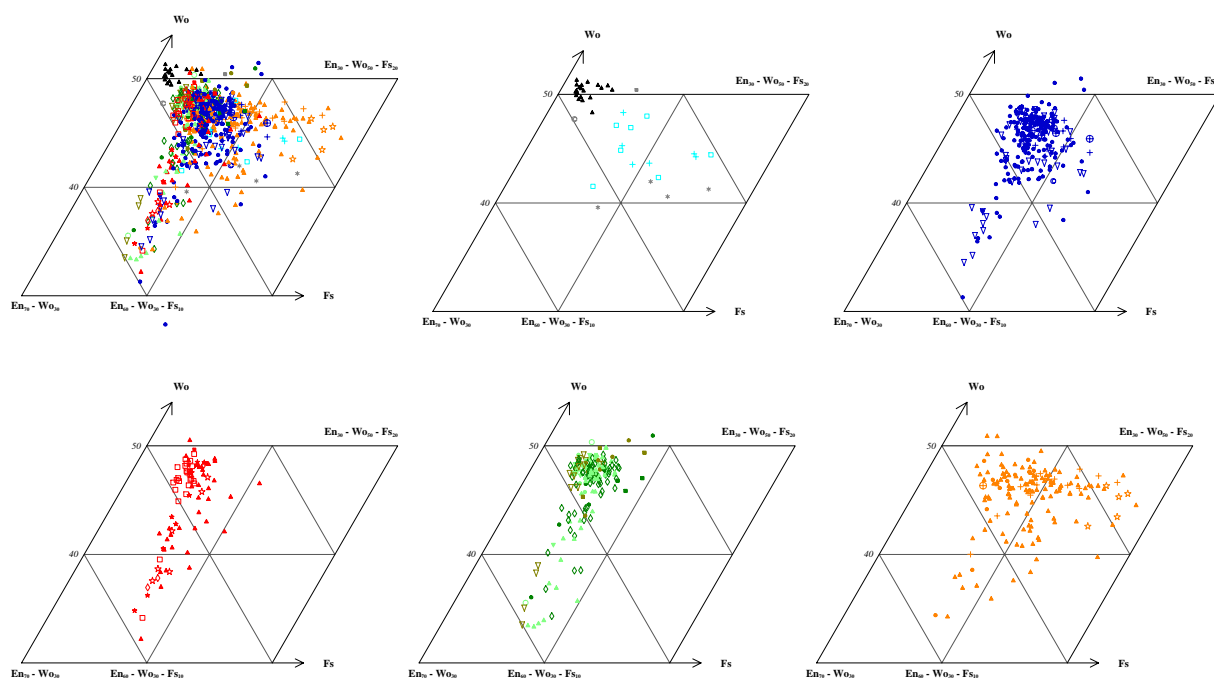 Wo
50
En₃₀ - Wo₅₀ - Fs₂₀
40
En₇₀ - Wo₃₀
En₆₀ - Wo₃₀ - Fs₁₀
Fs
Wo
50
En₃₀ - Wo₅₀ - Fs₂₀
40
En₇₀ - Wo₃₀
En₆₀ - Wo₃₀ - Fs₁₀
Fs
Wo
50
En₃₀ - Wo₅₀ - Fs
40
En₇₀ - Wo₃₀
En₆₀ - Wo₃₀ - Fs₁₀
Fs
Wo
50
En₃₀ - Wo₅₀ - Fs₂₀
40
En₇₀ - Wo₃₀
En₆₀ - Wo₃₀ - Fs₁₀
Fs
Wo
50
En₃₀ - Wo₅₀ - Fs₂₀
40
En₇₀ - Wo₃₀
En₆₀ - Wo₃₀ - Fs₁₀
Fs
Wo
50
En₃₀ - Wo₅₀ - Fs₂₀
40
En₇₀ - Wo₃₀
En₆₀ - Wo₃₀ - Fs₁₀
Fs